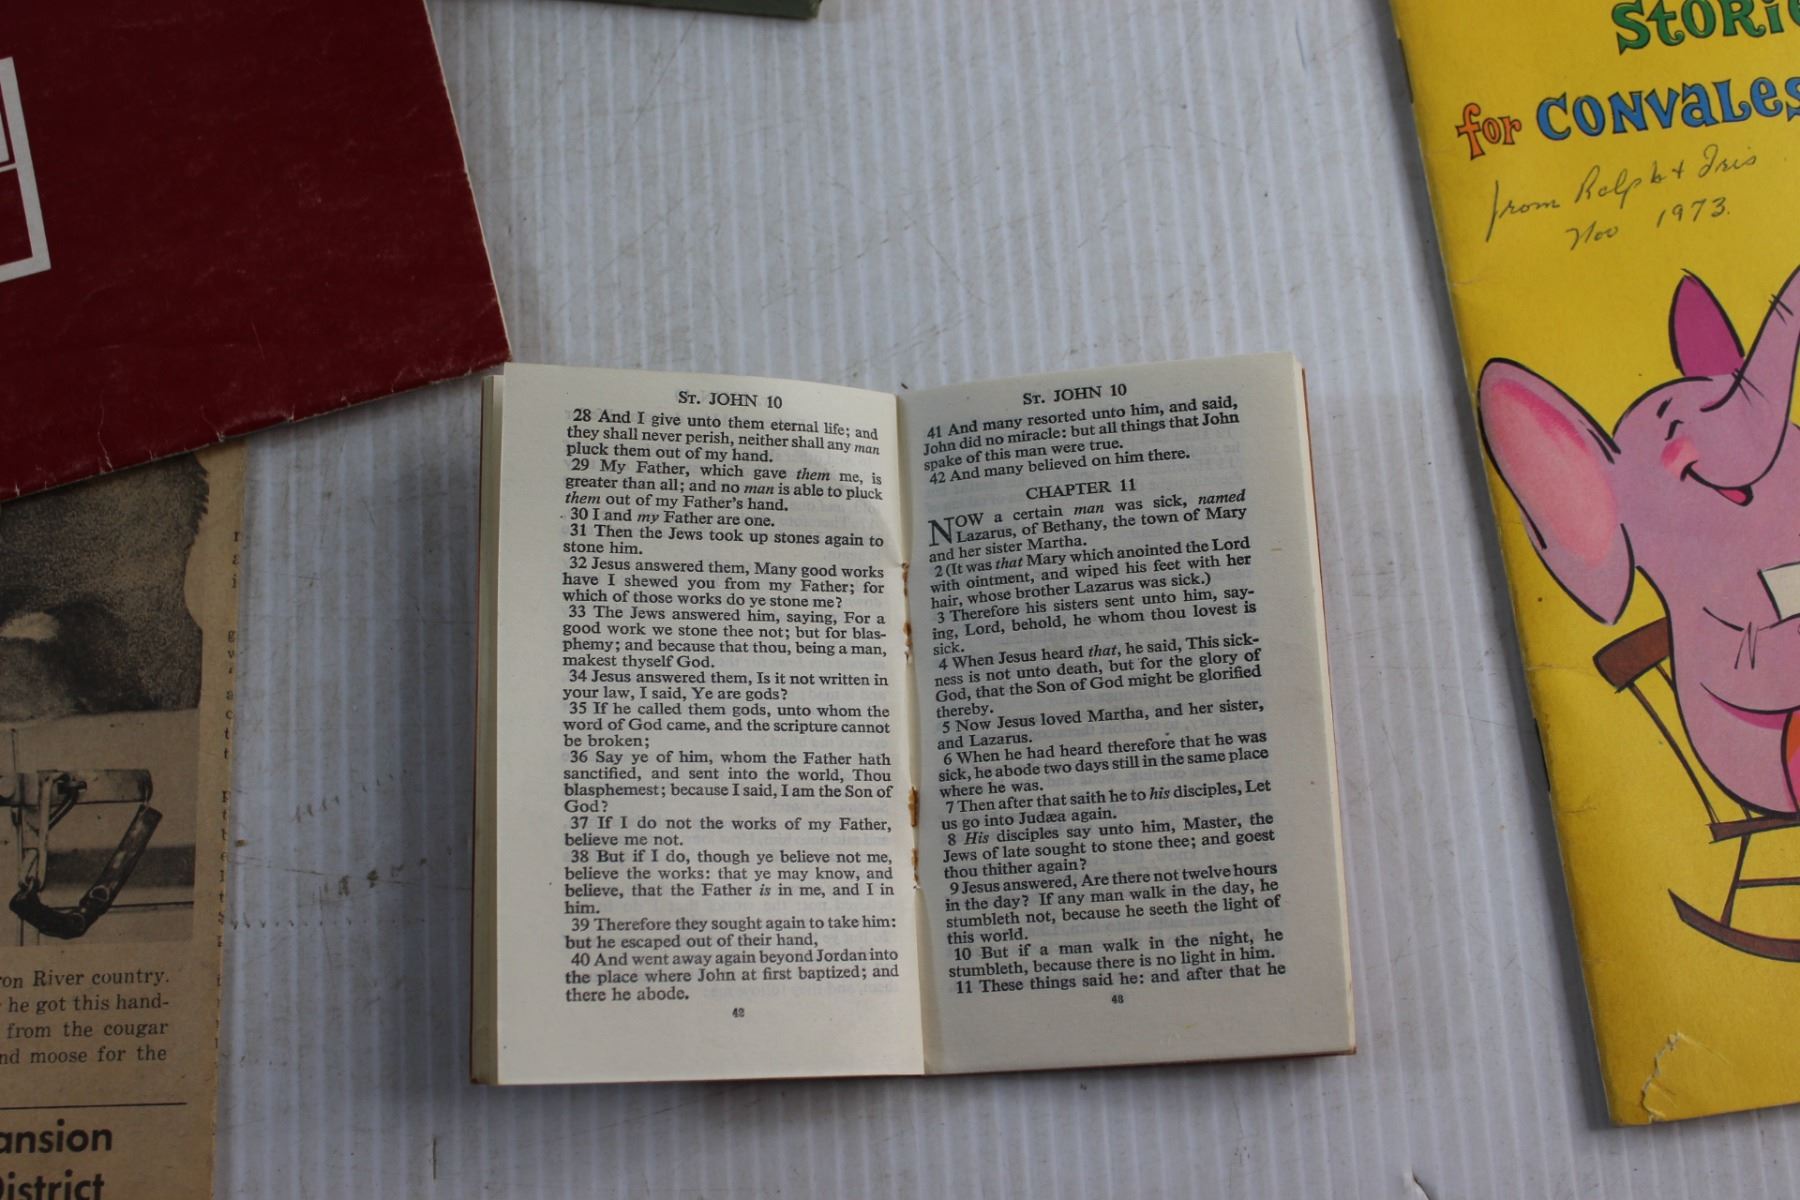 STORIE
for CONVALES
from Ralph & Iris
Nov 1973.
ST. JOHN 10
28 And I give unto them eternal life; and
they shall never perish, neither shall any man
pluck them out of my hand.
29 My Father, which gave them me, is
greater than all; and no man is able to pluck
them out of my Father's hand.
30 I and my Father are one.
31 Then the Jews took up stones again to
stone him.
32 Jesus answered them, Many good works
have I shewed you from my Father; for
which of those works do ye stone me?
33 The Jews answered him, saying, For a
good work we stone thee not; but for blas-
phemy; and because that thou, being a man,
makest thyself God.
34 Jesus answered them, Is it not written in
your law, I said, Ye are gods?
35 If he called them gods, unto whom the
word of God came, and the scripture cannot
be broken;
36 Say ye of him, whom the Father hath
sanctified, and sent into the world, Thou
blasphemest; because I said, I am the Son of
God?
37 If I do not the works of my Father,
believe me not.
38 But if I do, though ye believe not me,
believe the works: that ye may know, and
believe, that the Father is in me, and I in
him.
39 Therefore they sought again to take him:
but he escaped out of their hand,
40 And went away again beyond Jordan into
the place where John at first baptized; and
there he abode.
42
ST. JOHN 10
41 And many resorted unto him, and said,
John did no miracle: but all things that John
spake of this man were true.
42 And many believed on him there.
CHAPTER 11
NOW a certain man was sick, named
Lazarus, of Bethany, the town of Mary
and her sister Martha.
2 (It was that Mary which anointed the Lord
with ointment, and wiped his feet with her
hair, whose brother Lazarus was sick.)
3 Therefore his sisters sent unto him, say-
ing, Lord, behold, he whom thou lovest is
sick.
4 When Jesus heard that, he said, This sick-
ness is not unto death, but for the glory of
God, that the Son of God might be glorified
thereby.
5 Now Jesus loved Martha, and her sister,
and Lazarus.
6 When he had heard therefore that he was
sick, he abode two days still in the same place
where he was.
7 Then after that saith he to his disciples, Let
us go into Judæa again.
8 His disciples say unto him, Master, the
Jews of late sought to stone thee; and goest
thou thither again?
9 Jesus answered, Are there not twelve hours
in the day? If any man walk in the day, he
stumbleth not, because he seeth the light of
this world.
10 But if a man walk in the night, he
stumbleth, because there is no light in him.
11 These things said he: and after that he
43
on River country.
he got this hand-
from the cougar
nd moose for the
ansion
District